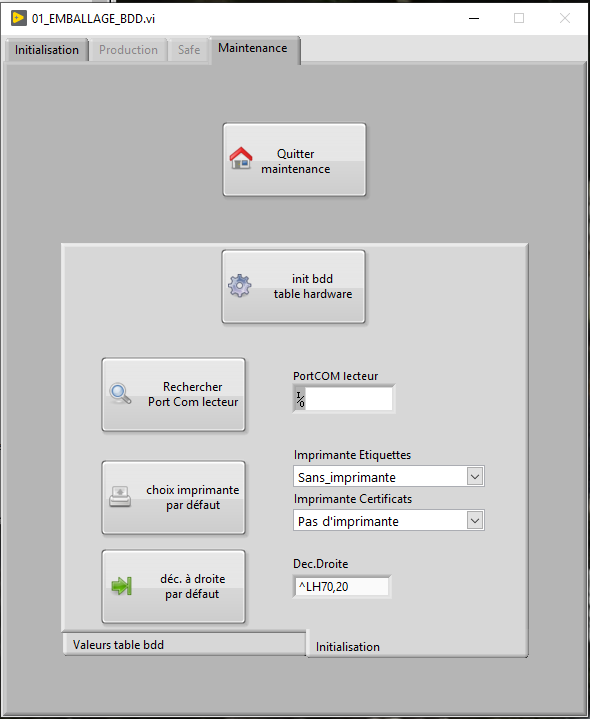 01_EMBALLAGE_BDD.vi
Initialisation
Production
Safe
Maintenance
Quitter
maintenance
init bdd
table hardware
Rechercher
Port Com lecteur
PortCOM lecteur
I/O
Imprimante Etiquettes
Sans_imprimante
choix imprimante
par défaut
Imprimante Certificats
Pas d'imprimante
déc. à droite
par défaut
Dec.Droite
^LH70,20
Valeurs table bdd
Initialisation